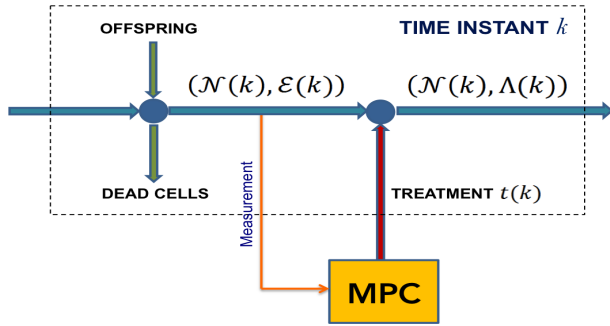 OFFSPRING
TIME INSTANT k
(𝒩(k), ℰ(k))
(𝒩(k), Λ(k))
DEAD CELLS
Measurement
TREATMENT t(k)
MPC